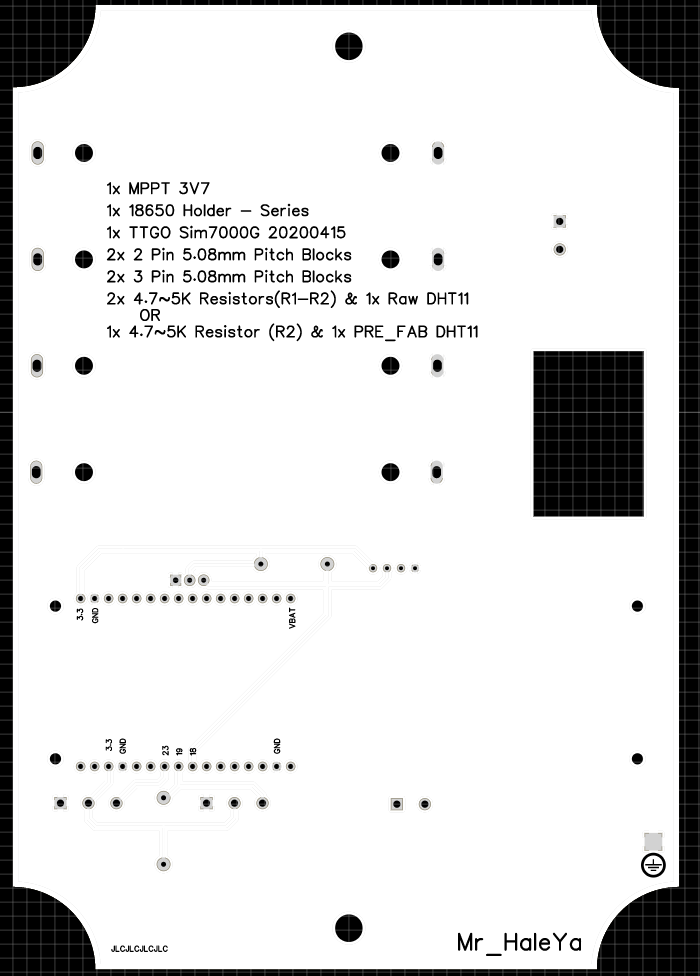 1x MPPT 3V7
1x 18650 Holder – Series
1x TTGO Sim7000G 20200415
2x 2 Pin 5.08mm Pitch Blocks
2x 3 Pin 5.08mm Pitch Blocks
2x 4.7~5K Resistors(R1–R2) & 1x Raw DHT11
OR
1x 4.7~5K Resistor (R2) & 1x PRE_FAB DHT11
3.3 GND VBAT
3.3 GND 23 19 18 GND
Mr_HaleYa
JLCJLCJLCJLC